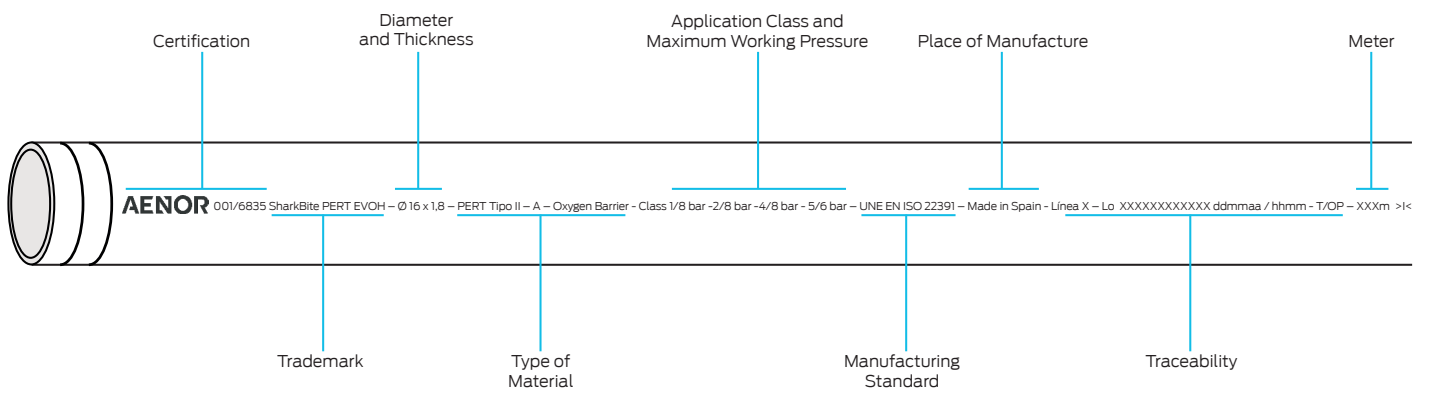 Diameter
and Thickness
Application Class and
Maximum Working Pressure
Certification
Place of Manufacture
Meter
AENOR 001/6835 SharkBite PERT EVOH – Ø 16 x 1,8 – PERT Tipo II – A – Oxygen Barrier - Class 1/8 bar -2/8 bar -4/8 bar - 5/6 bar – UNE EN ISO 22391 – Made in Spain - Línea X – Lo XXXXXXXXXXXX ddmmaa / hhmm - T/OP – XXXm >I<
Trademark
Type of
Material
Manufacturing
Standard
Traceability